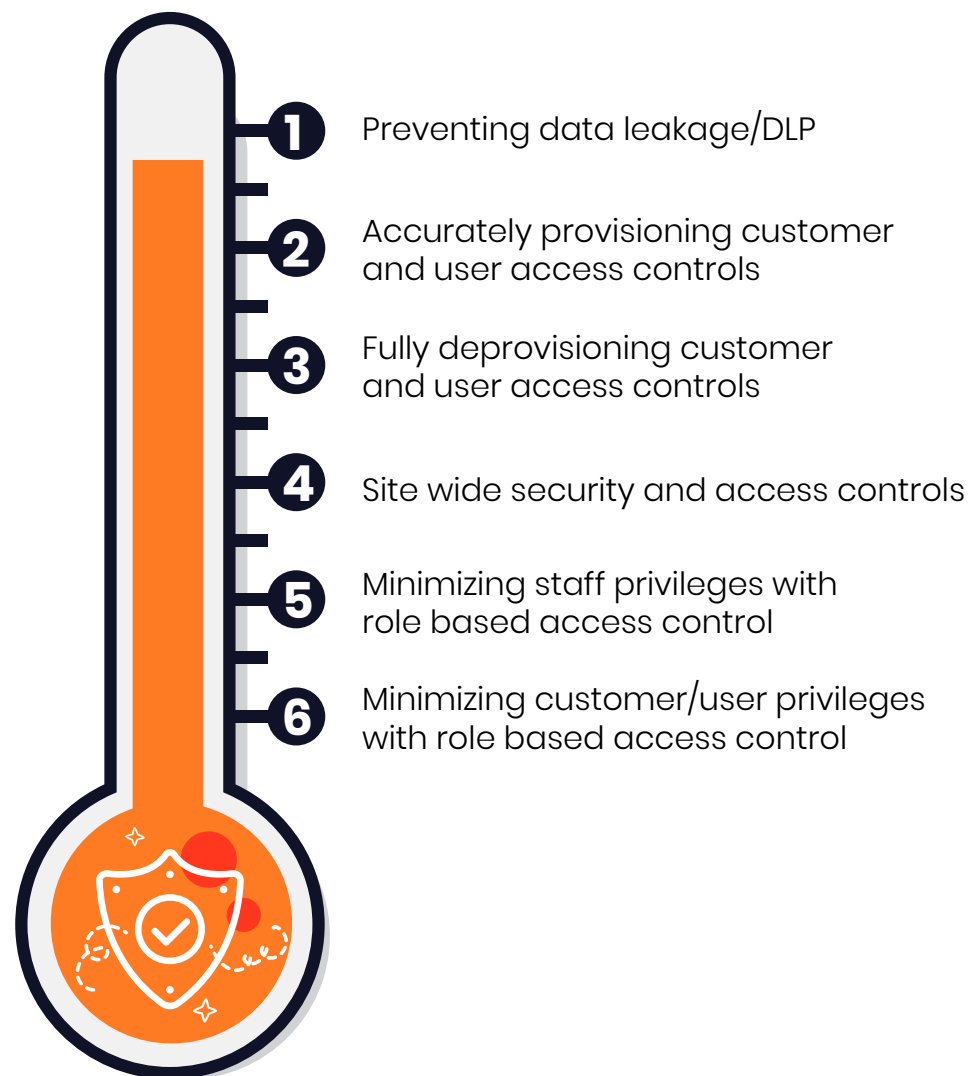 1
Preventing data leakage/DLP
2
Accurately provisioning customer
and user access controls
3
Fully deprovisioning customer
and user access controls
4
Site wide security and access controls
5
Minimizing staff privileges with
role based access control
6
Minimizing customer/user privileges
with role based access control